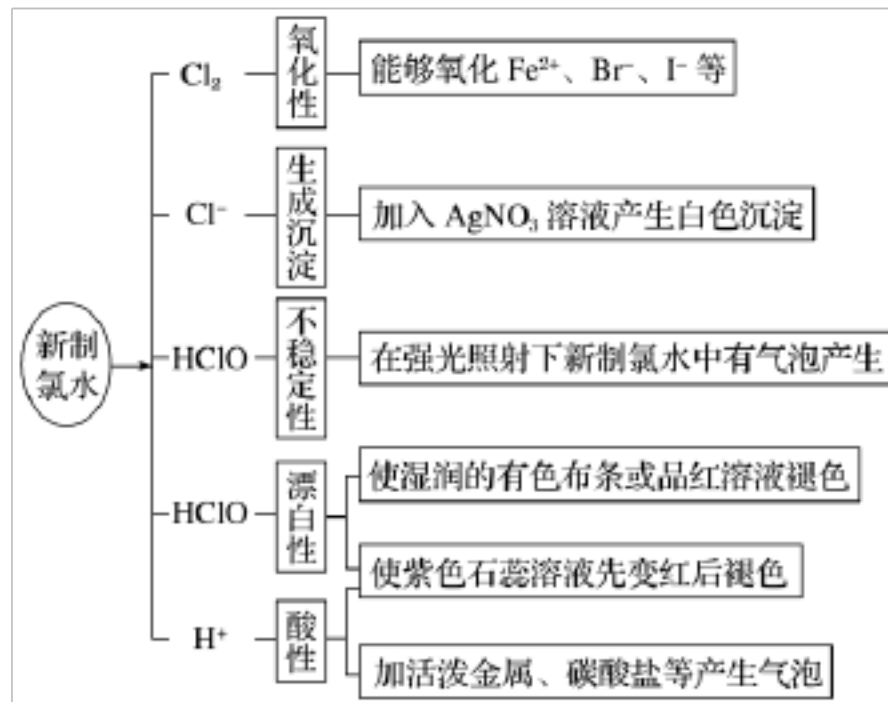 Cl₂
氧化性
能够氧化 Fe²⁺、Br⁻、I⁻ 等
Cl⁻
生成沉淀
加入 AgNO₃ 溶液产生白色沉淀
新制
氯水
HClO
不稳定性
在强光照射下新制氯水中有气泡产生
HClO
漂白性
使湿润的有色布条或品红溶液褪色
使紫色石蕊溶液先变红后褪色
H⁺
酸性
加活泼金属、碳酸盐等产生气泡